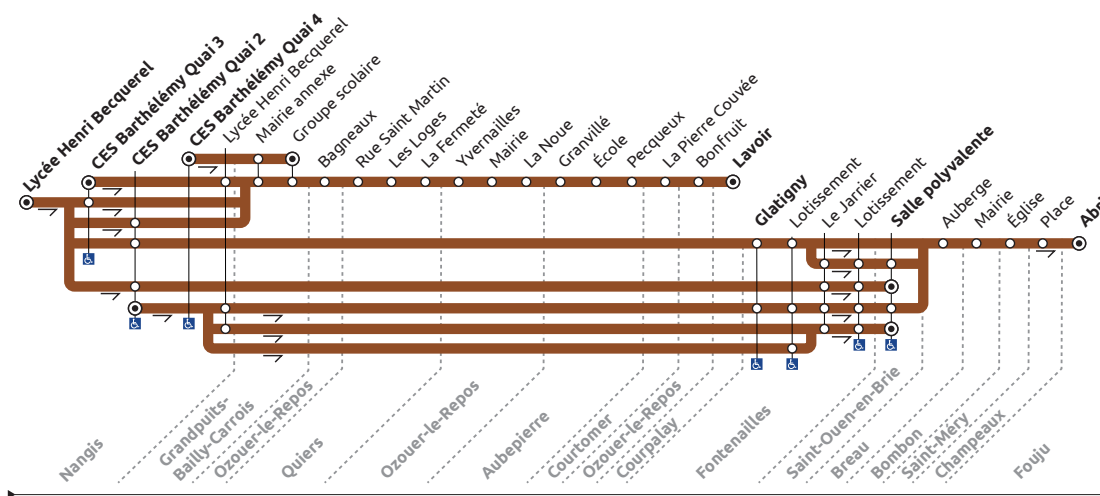 Lycée Henri Becquerel
CES Barthélémy Quai 3
CES Barthélémy Quai 2
CES Barthélémy Quai 4
Lycée Henri Becquerel
Mairie annexe
Groupe scolaire
Bagneaux
Rue Saint Martin
Les Loges
La Fermeté
Yvernailles
Mairie
La Noue
Granvillé
École
Pecqueux
La Pierre Couvée
Bonfruit
Lavoir
Glatigny
Lotissement
Le Jarrier
Lotissement
Salle polyvalente
Auberge
Mairie
Église
Place
Nangis
Grandpuits-
Bailly-Carrois
Ozouer-le-Repos
Quiers
Ozouer-le-Repos
Aubepierre
Courtomer
Ozouer-le-Repos
Courpalay
Fontenailles
Saint-Ouen-en-Brie
Breau
Bombon
Saint-Méry
Champeaux
Fouju